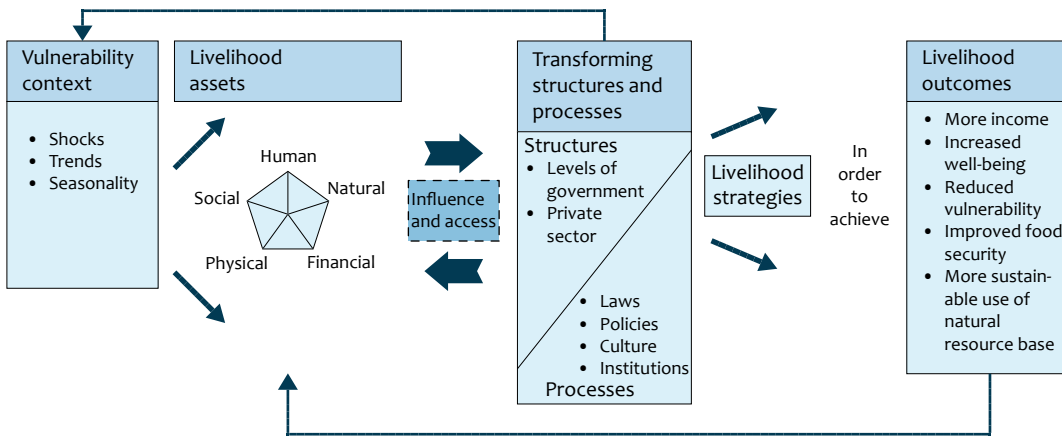 Vulnerability
context
• Shocks
• Trends
• Seasonality
Livelihood
assets
Human
Social
Natural
Physical
Financial
Influence
and access
Transforming
structures and
processes
Structures
• Levels of
government
• Private
sector
• Laws
• Policies
• Culture
• Institutions
Processes
Livelihood
strategies
In
order
to
achieve
Livelihood
outcomes
• More income
• Increased
well-being
• Reduced
vulnerability
• Improved food
security
• More sustain-
able use of
natural
resource base